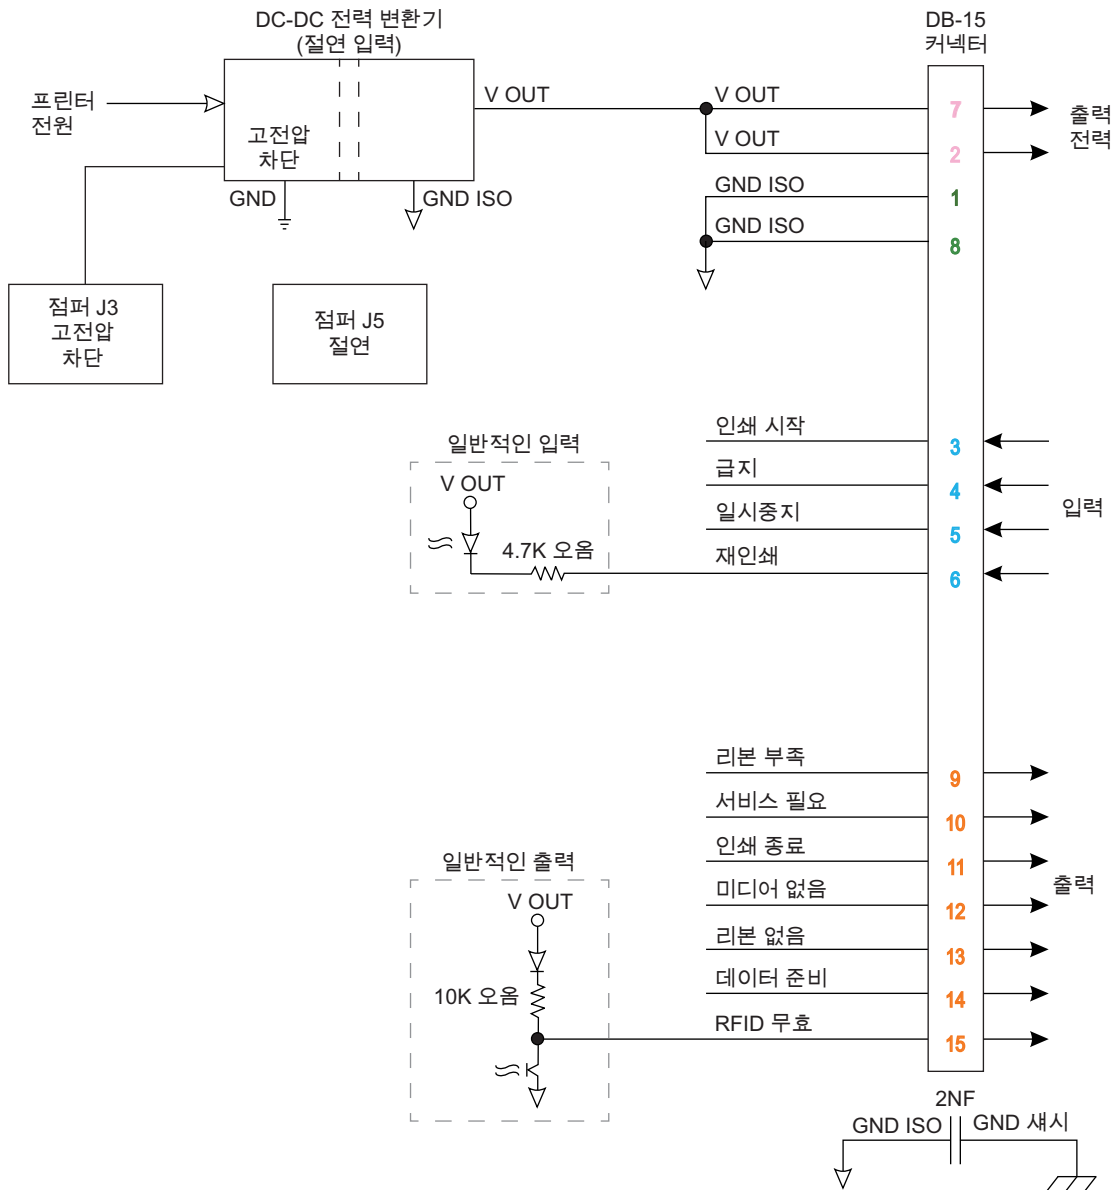 DC-DC 전력 변환기
(절연 입력)
DB-15
커넥터
프린터
전원
고전압
차단
V OUT
V OUT
7
출력
전력
V OUT
2
GND
GND ISO
GND ISO
1
GND ISO
8
점퍼 J3
고전압
차단
점퍼 J5
절연
일반적인 입력
V OUT
4.7K 오옴
인쇄 시작
3
급지
4
일시중지
5
재인쇄
6
입력
리본 부족
9
서비스 필요
10
인쇄 종료
11
미디어 없음
12
리본 없음
13
데이터 준비
14
RFID 무효
15
출력
일반적인 출력
V OUT
10K 오옴
2NF
GND ISO
GND 섀시